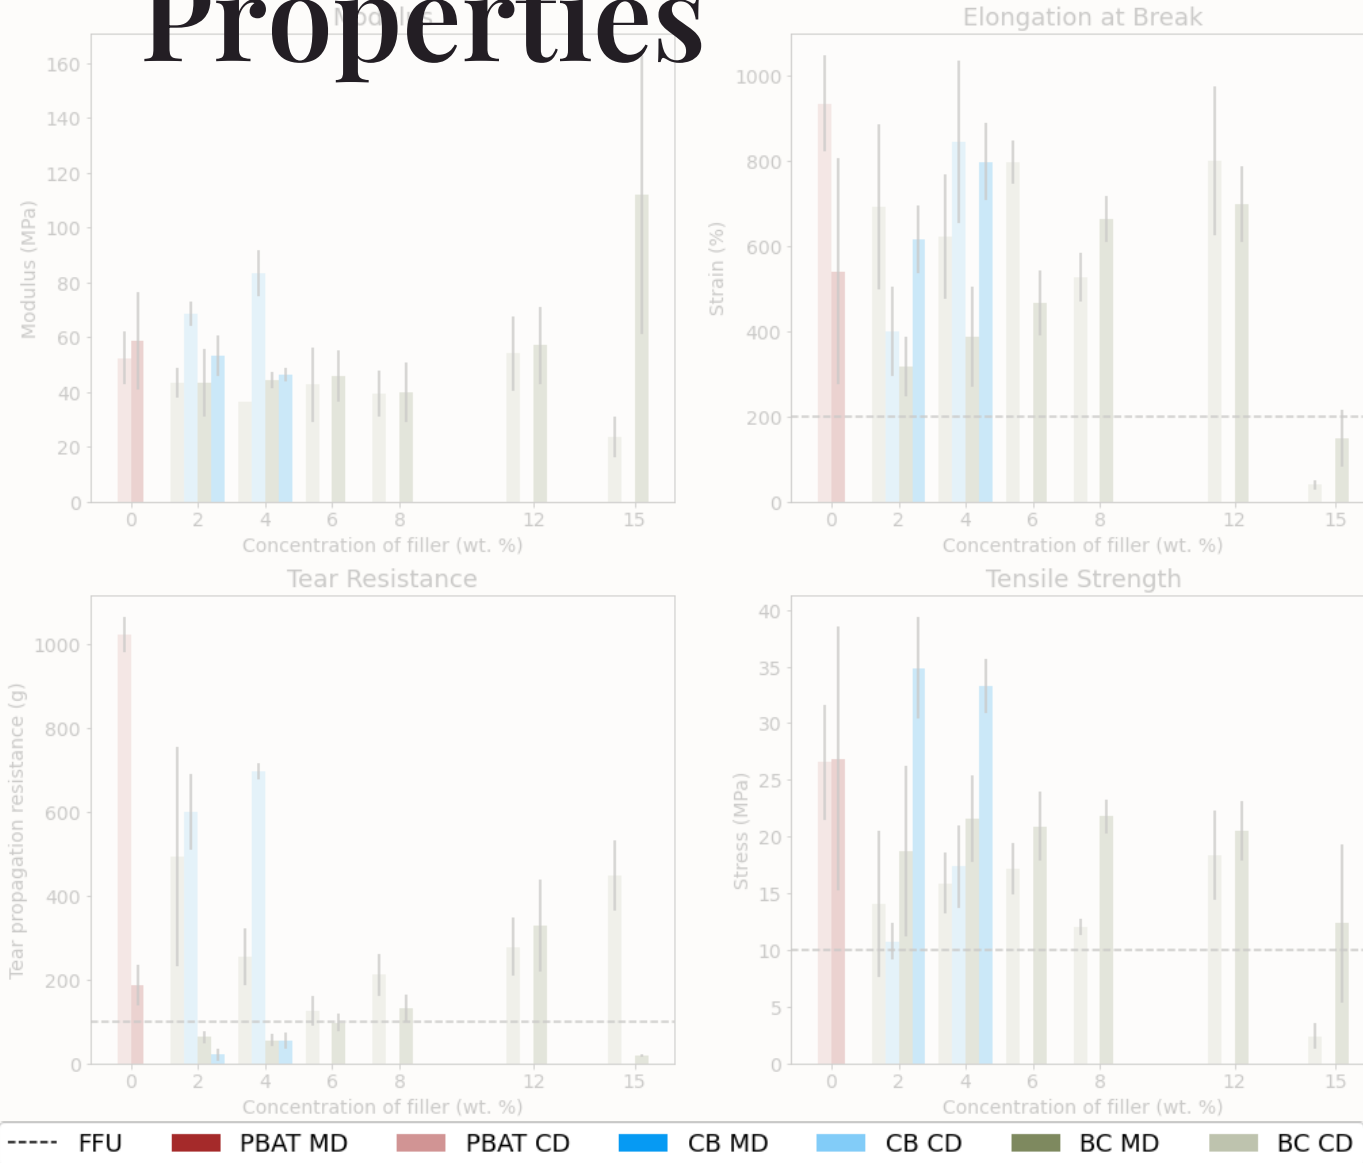 Properties
Modulus
160
140
120
100
80
60
40
20
0
Modulus (MPa)
0 2 4 6 8 12 15
Concentration of filler (wt. %)
Elongation at Break
1000
800
600
400
200
0
Strain (%)
0 2 4 6 8 12 15
Concentration of filler (wt. %)
Tear Resistance
1000
800
600
400
200
0
Tear propagation resistance (g)
0 2 4 6 8 12 15
Concentration of filler (wt. %)
Tensile Strength
40
35
30
25
20
15
10
5
0
Stress (MPa)
0 2 4 6 8 12 15
Concentration of filler (wt. %)
FFU PBAT MD PBAT CD CB MD CB CD BC MD BC CD